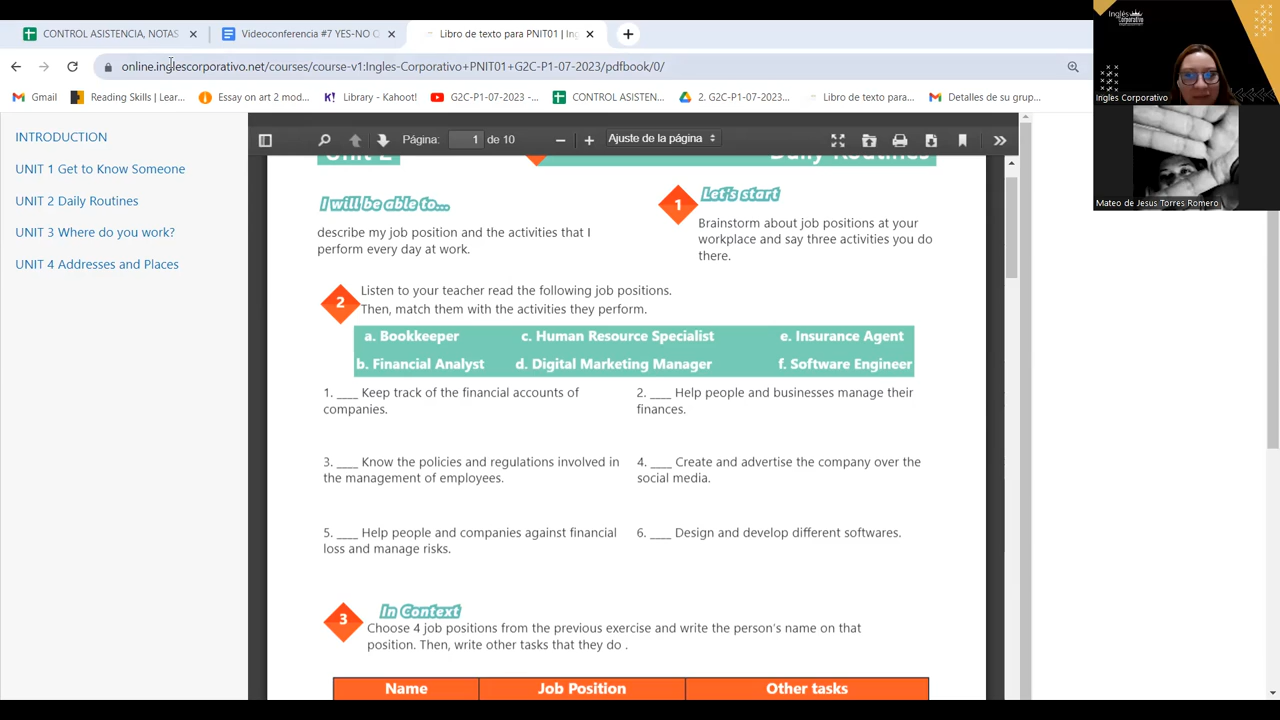 CONTROL ASISTENCIA, NOTAS
Videoconferencia #7 YES-NO Q
Libro de texto para PNIT01 | Ing
online.inglescorporativo.net/courses/course-v1:Ingles-Corporativo+PNIT01+G2C-P1-07-2023/pdfbook/0/
Gmail
Reading Skills | Lear...
Essay on art 2 mod...
Library - Kahoot!
G2C-P1-07-2023 -...
CONTROL ASISTEN...
2. G2C-P1-07-2023...
Libro de texto para...
Detalles de su grup...
INTRODUCTION
UNIT 1 Get to Know Someone
UNIT 2 Daily Routines
UNIT 3 Where do you work?
UNIT 4 Addresses and Places
Página: 1 de 10
Ajuste de la página
Unit 2
Daily Routines
I will be able to...
describe my job position and the activities that I
perform every day at work.
1
Let's start
Brainstorm about job positions at your
workplace and say three activities you do
there.
2
Listen to your teacher read the following job positions.
Then, match them with the activities they perform.
a. Bookkeeper c. Human Resource Specialist e. Insurance Agent
b. Financial Analyst d. Digital Marketing Manager f. Software Engineer
1. ____ Keep track of the financial accounts of
companies.
2. ____ Help people and businesses manage their
finances.
3. ____ Know the policies and regulations involved in
the management of employees.
4. ____ Create and advertise the company over the
social media.
5. ____ Help people and companies against financial
loss and manage risks.
6. ____ Design and develop different softwares.
3
In Context
Choose 4 job positions from the previous exercise and write the person's name on that
position. Then, write other tasks that they do .
Name Job Position Other tasks
Inglés
Corporativo
Ingles Corporativo
Mateo de Jesus Torres Romero